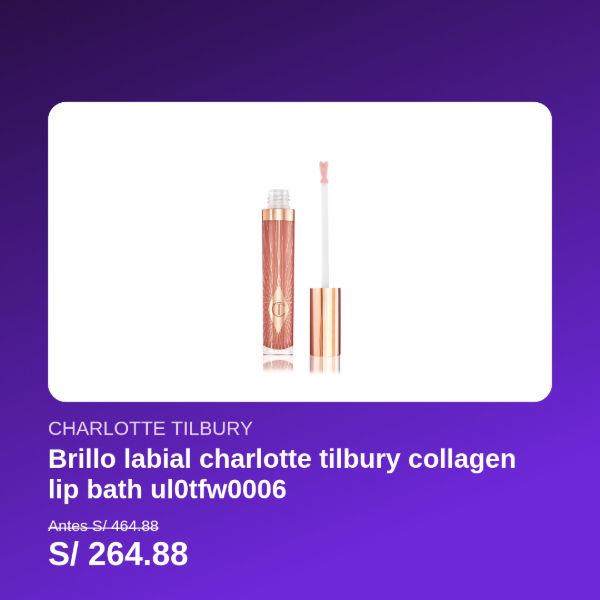 CHARLOTTE TILBURY
Brillo labial charlotte tilbury collagen
lip bath ul0tfw0006
Antes S/ 464.88
S/ 264.88